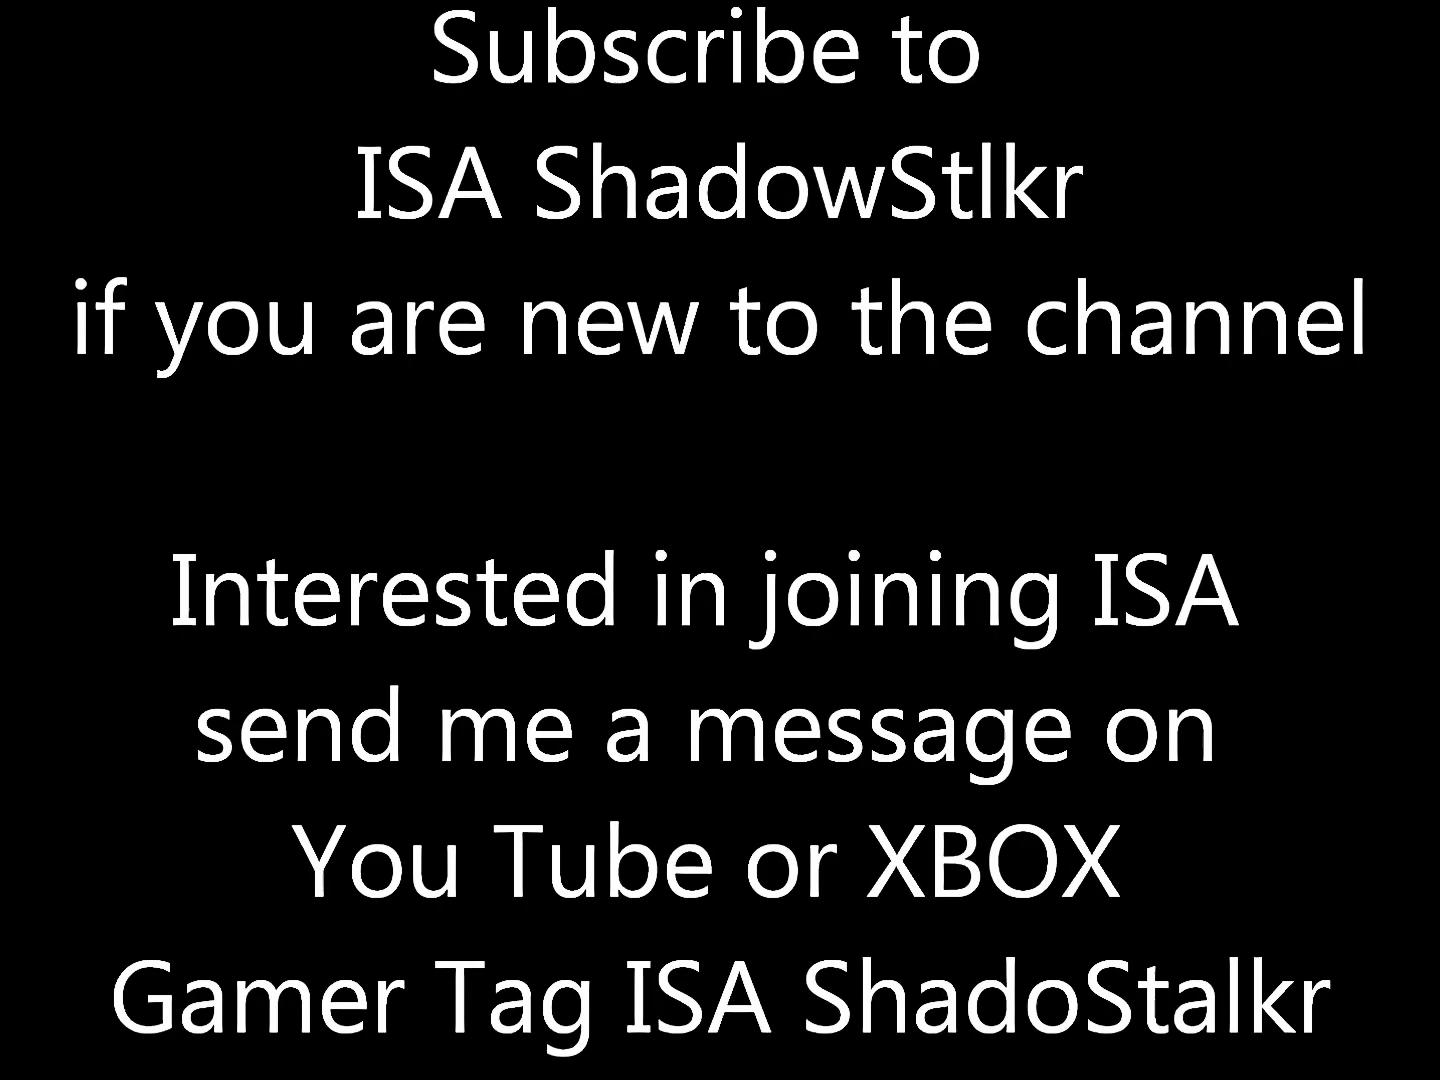 Subscribe to
ISA ShadowStlkr
if you are new to the channel
Interested in joining ISA
send me a message on
You Tube or XBOX
Gamer Tag ISA ShadoStalkr